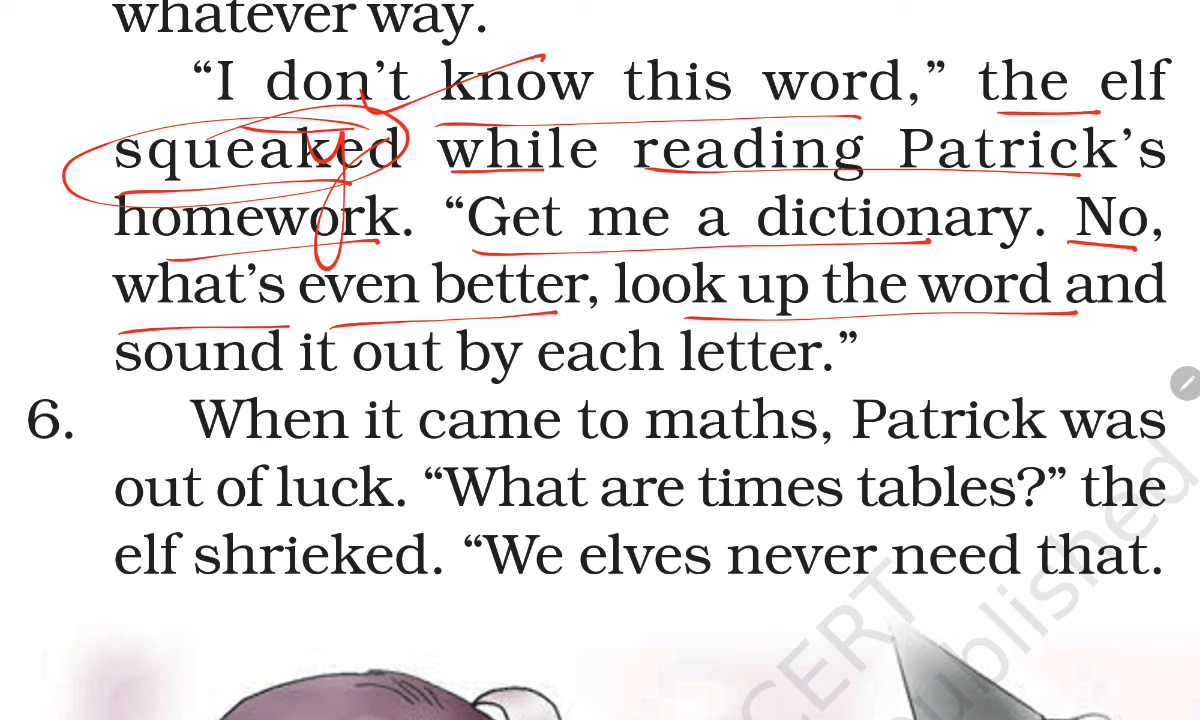 whatever way.
“I don’t know this word,” the elf
squeaked while reading Patrick’s
homework. “Get me a dictionary. No,
what’s even better, look up the word and
sound it out by each letter.”
6. When it came to maths, Patrick was
out of luck. “What are times tables?” the
elf shrieked. “We elves never need that.